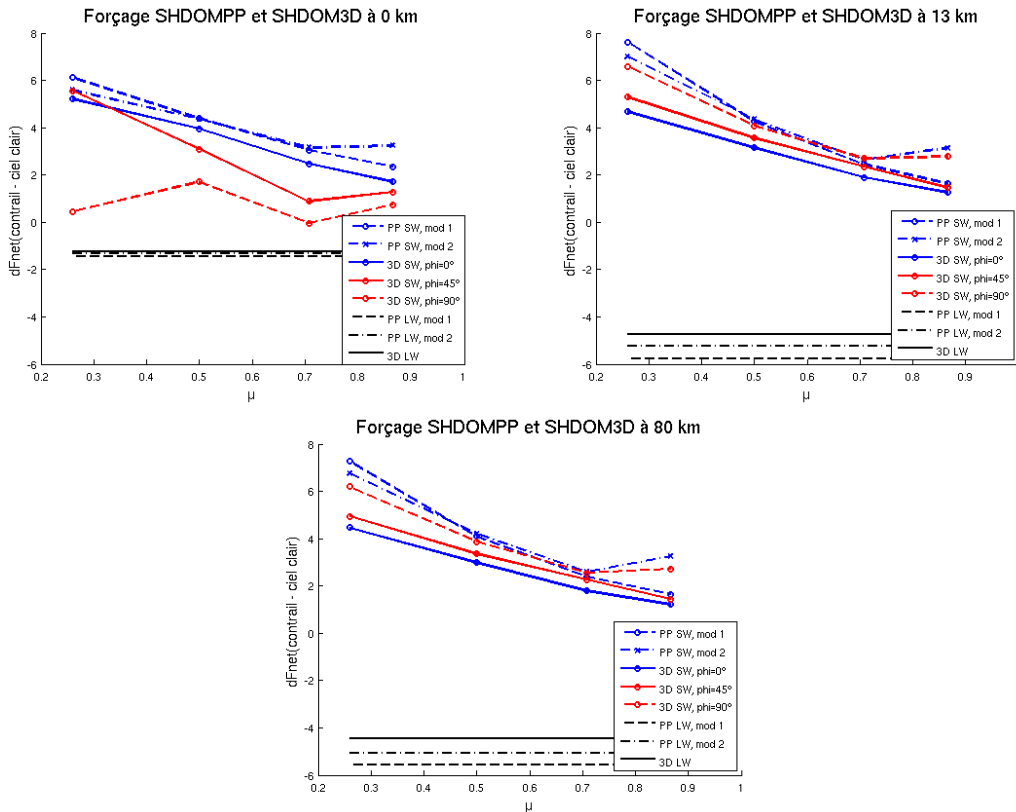 Forçage SHDOMPP et SHDOM3D à 0 km
8
6
4
2
0
-2
-4
-6
dFnet(contrail - ciel clair)
0.2 0.3 0.4 0.5 0.6 0.7 0.8 0.9 1
µ
PP SW, mod 1
PP SW, mod 2
3D SW, phi=0°
3D SW, phi=45°
3D SW, phi=90°
PP LW, mod 1
PP LW, mod 2
3D LW
Forçage SHDOMPP et SHDOM3D à 13 km
8
6
4
2
0
-2
-4
-6
dFnet(contrail - ciel clair)
0.2 0.3 0.4 0.5 0.6 0.7 0.8 0.9
µ
PP SW, mod 1
PP SW, mod 2
3D SW, phi=0°
3D SW, phi=45°
3D SW, phi=90°
PP LW, mod 1
PP LW, mod 2
3D LW
Forçage SHDOMPP et SHDOM3D à 80 km
8
6
4
2
0
-2
-4
-6
dFnet(contrail - ciel clair)
0.2 0.3 0.4 0.5 0.6 0.7 0.8 0.9 1
µ
PP SW, mod 1
PP SW, mod 2
3D SW, phi=0°
3D SW, phi=45°
3D SW, phi=90°
PP LW, mod 1
PP LW, mod 2
3D LW